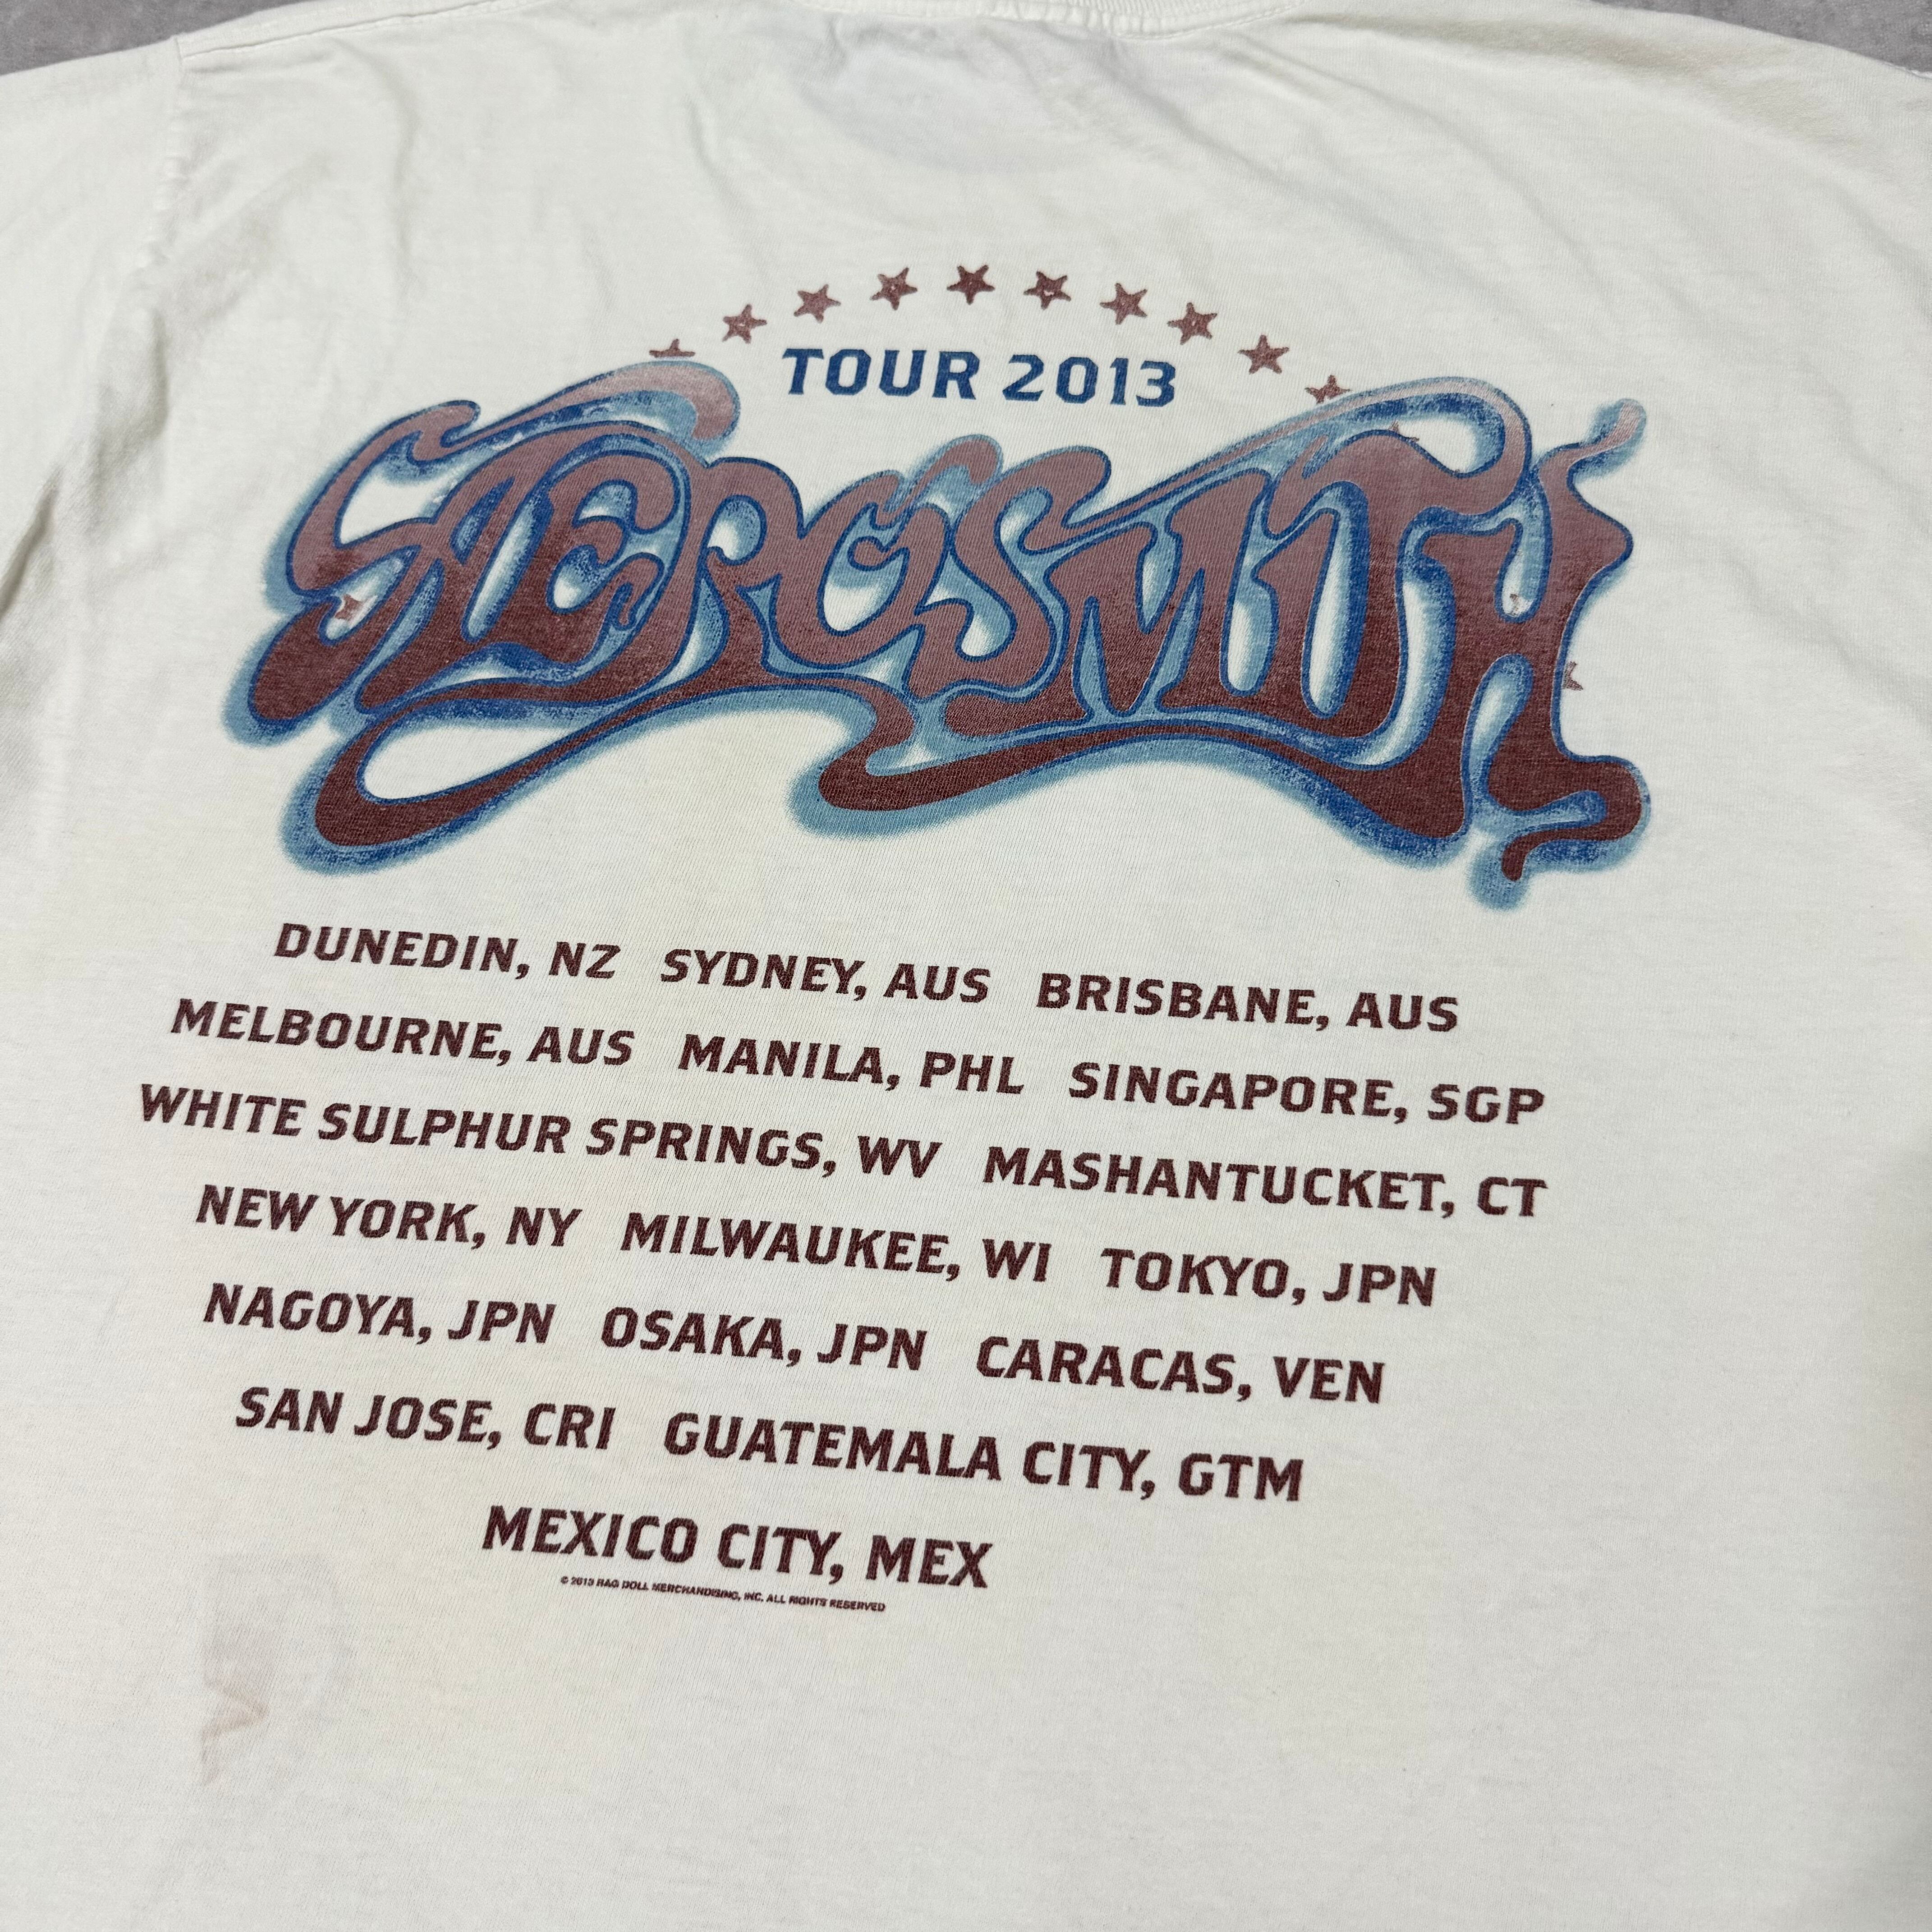 TOUR 2013
AEROSMITH
DUNEDIN, NZ SYDNEY, AUS BRISBANE, AUS
MELBOURNE, AUS MANILA, PHL SINGAPORE, SGP
WHITE SULPHUR SPRINGS, WV MASHANTUCKET, CT
NEW YORK, NY MILWAUKEE, WI TOKYO, JPN
NAGOYA, JPN OSAKA, JPN CARACAS, VEN
SAN JOSE, CRI GUATEMALA CITY, GTM
MEXICO CITY, MEX
© 2013 RAG DOLL MERCHANDISING, INC. ALL RIGHTS RESERVED